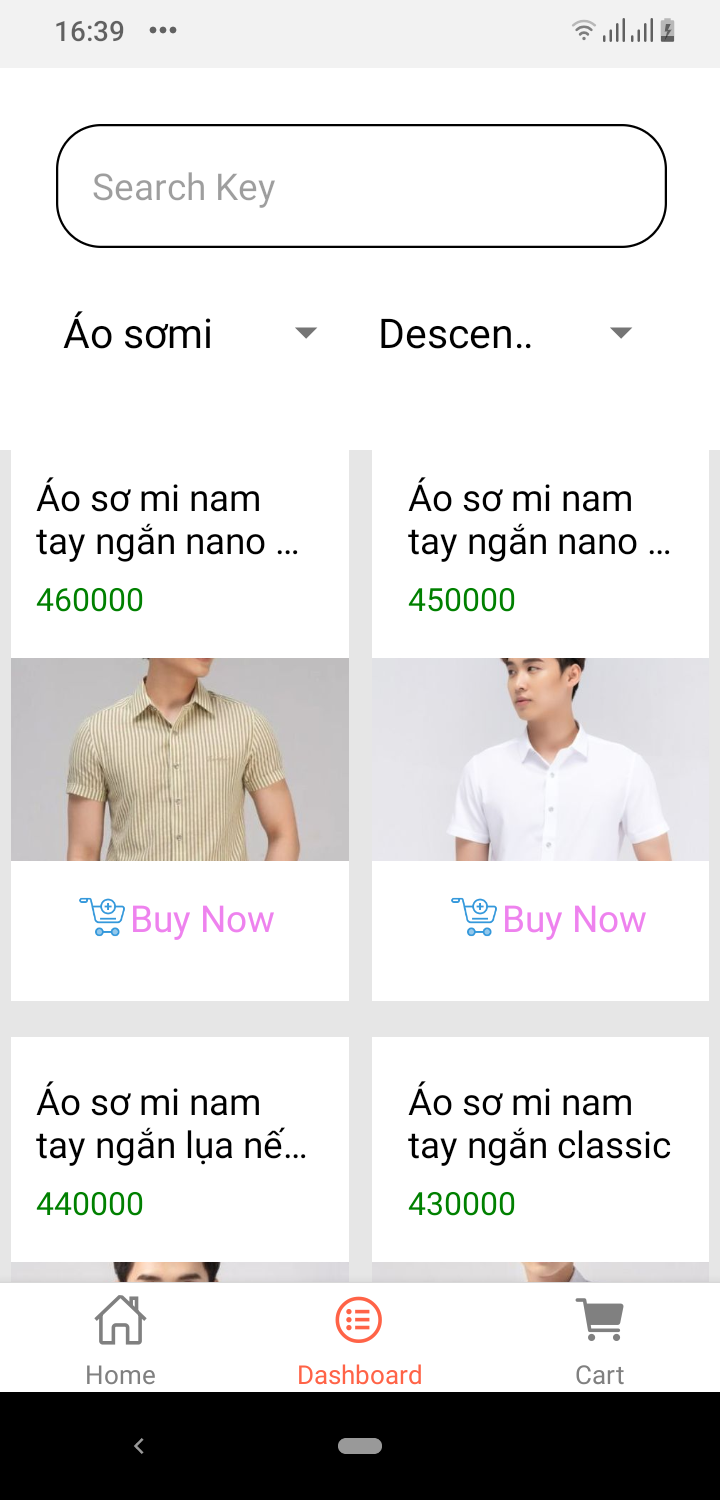 16:39
Search Key
Áo sơmi
Descen..
Áo sơ mi nam
tay ngắn nano ...
460000
Áo sơ mi nam
tay ngắn nano ...
450000
Buy Now
Buy Now
Áo sơ mi nam
tay ngắn lụa nế...
440000
Áo sơ mi nam
tay ngắn classic
430000
Home
Dashboard
Cart